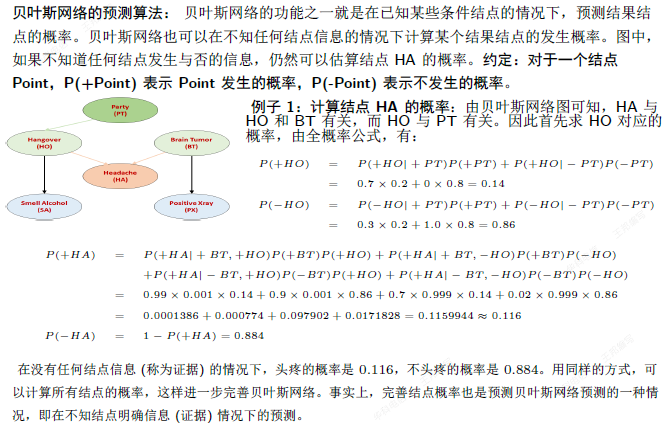 贝叶斯网络的预测算法： 贝叶斯网络的功能之一就是在已知某些条件结点的情况下，预测结果结
点的概率。贝叶斯网络也可以在不知任何结点信息的情况下计算某个结果结点的发生概率。图中，
如果不知道任何结点发生与否的信息，仍然可以估算结点 HA 的概率。约定：对于一个结点
Point，P(+Point) 表示 Point 发生的概率，P(-Point) 表示不发生的概率。
Party
(PT)
Hangover
(HO)
Brain Tumor
(BT)
Headache
(HA)
Smell Alcohol
(SA)
Positive Xray
(PX)
例子 1：计算结点 HA 的概率：由贝叶斯网络图可知，HA 与
HO 和 BT 有关，而 HO 与 PT 有关。因此首先求 HO 对应的
概率，由全概率公式，有：
P(+HO) = P(+HO| + PT)P(+PT) + P(+HO| − PT)P(−PT)
= 0.7 × 0.2 + 0 × 0.8 = 0.14
P(−HO) = P(−HO| + PT)P(+PT) + P(−HO| − PT)P(−PT)
= 0.3 × 0.2 + 1.0 × 0.8 = 0.86
P(+HA) = P(+HA| + BT, +HO)P(+BT)P(+HO) + P(+HA| + BT, −HO)P(+BT)P(−HO)
+P(+HA| − BT, +HO)P(−BT)P(+HO) + P(+HA| − BT, −HO)P(−BT)P(−HO)
= 0.99 × 0.001 × 0.14 + 0.9 × 0.001 × 0.86 + 0.7 × 0.999 × 0.14 + 0.02 × 0.999 × 0.86
= 0.0001386 + 0.000774 + 0.097902 + 0.0171828 = 0.1159944 ≈ 0.116
P(−HA) = 1 − P(+HA) = 0.884
在没有任何结点信息 (称为证据) 的情况下，头疼的概率是 0.116，不头疼的概率是 0.884。用同样的方式，可
以计算所有结点的概率，这样进一步完善贝叶斯网络。事实上，完善结点概率也是预测贝叶斯网络预测的一种情
况，即在不知结点明确信息 (证据) 情况下的预测。